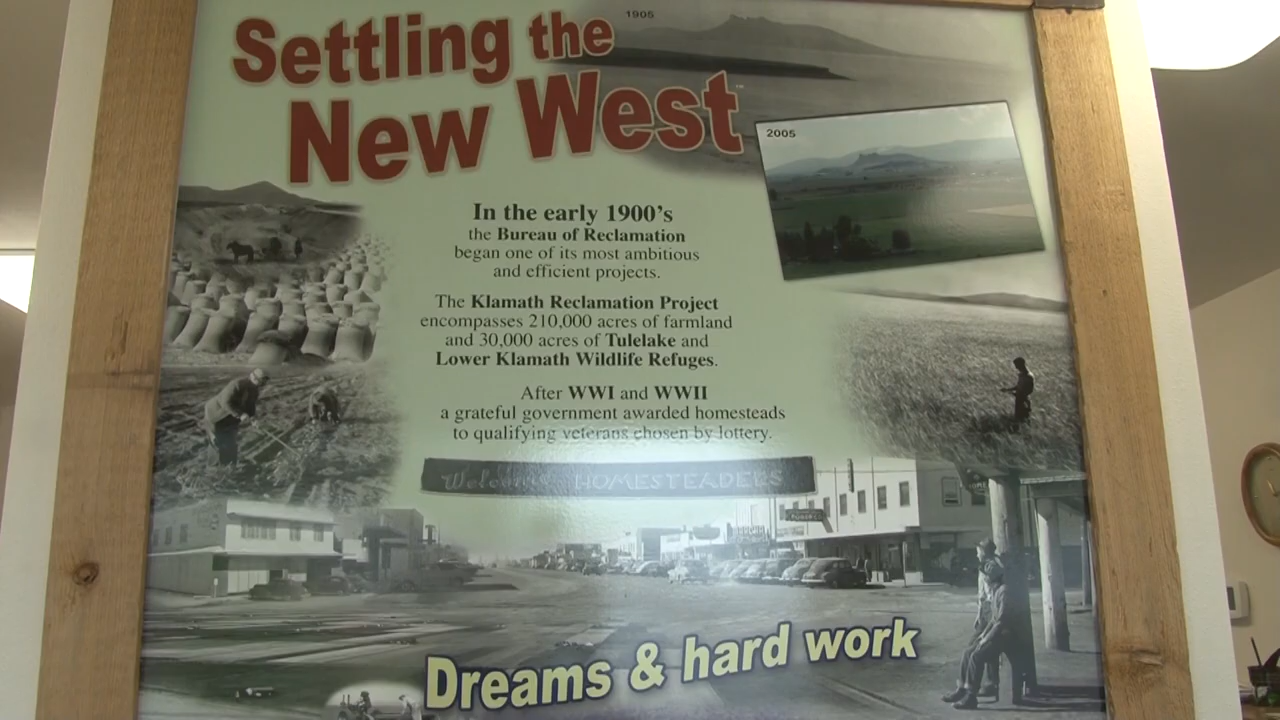 1905
Settling the
New West
2005
In the early 1900's
the Bureau of Reclamation
began one of its most ambitious
and efficient projects.
The Klamath Reclamation Project
encompasses 210,000 acres of farmland
and 30,000 acres of Tulelake and
Lower Klamath Wildlife Refuges.
After WWI and WWII
a grateful government awarded homesteads
to qualifying veterans chosen by lottery.
Welcome HOMESTEADERS
Dreams & hard work